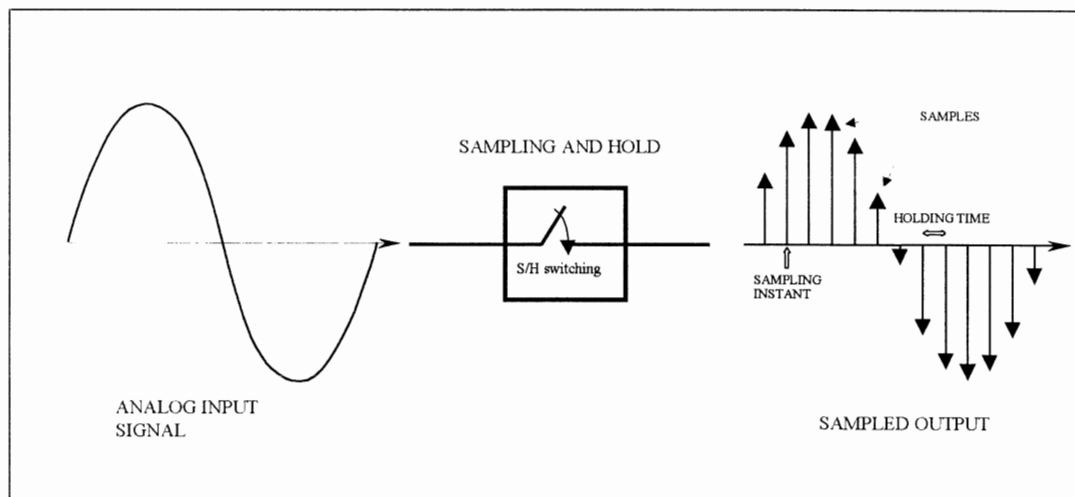 ANALOG INPUT
SIGNAL
SAMPLING AND HOLD
S/H switching
SAMPLES
HOLDING TIME
SAMPLING
INSTANT
SAMPLED OUTPUT